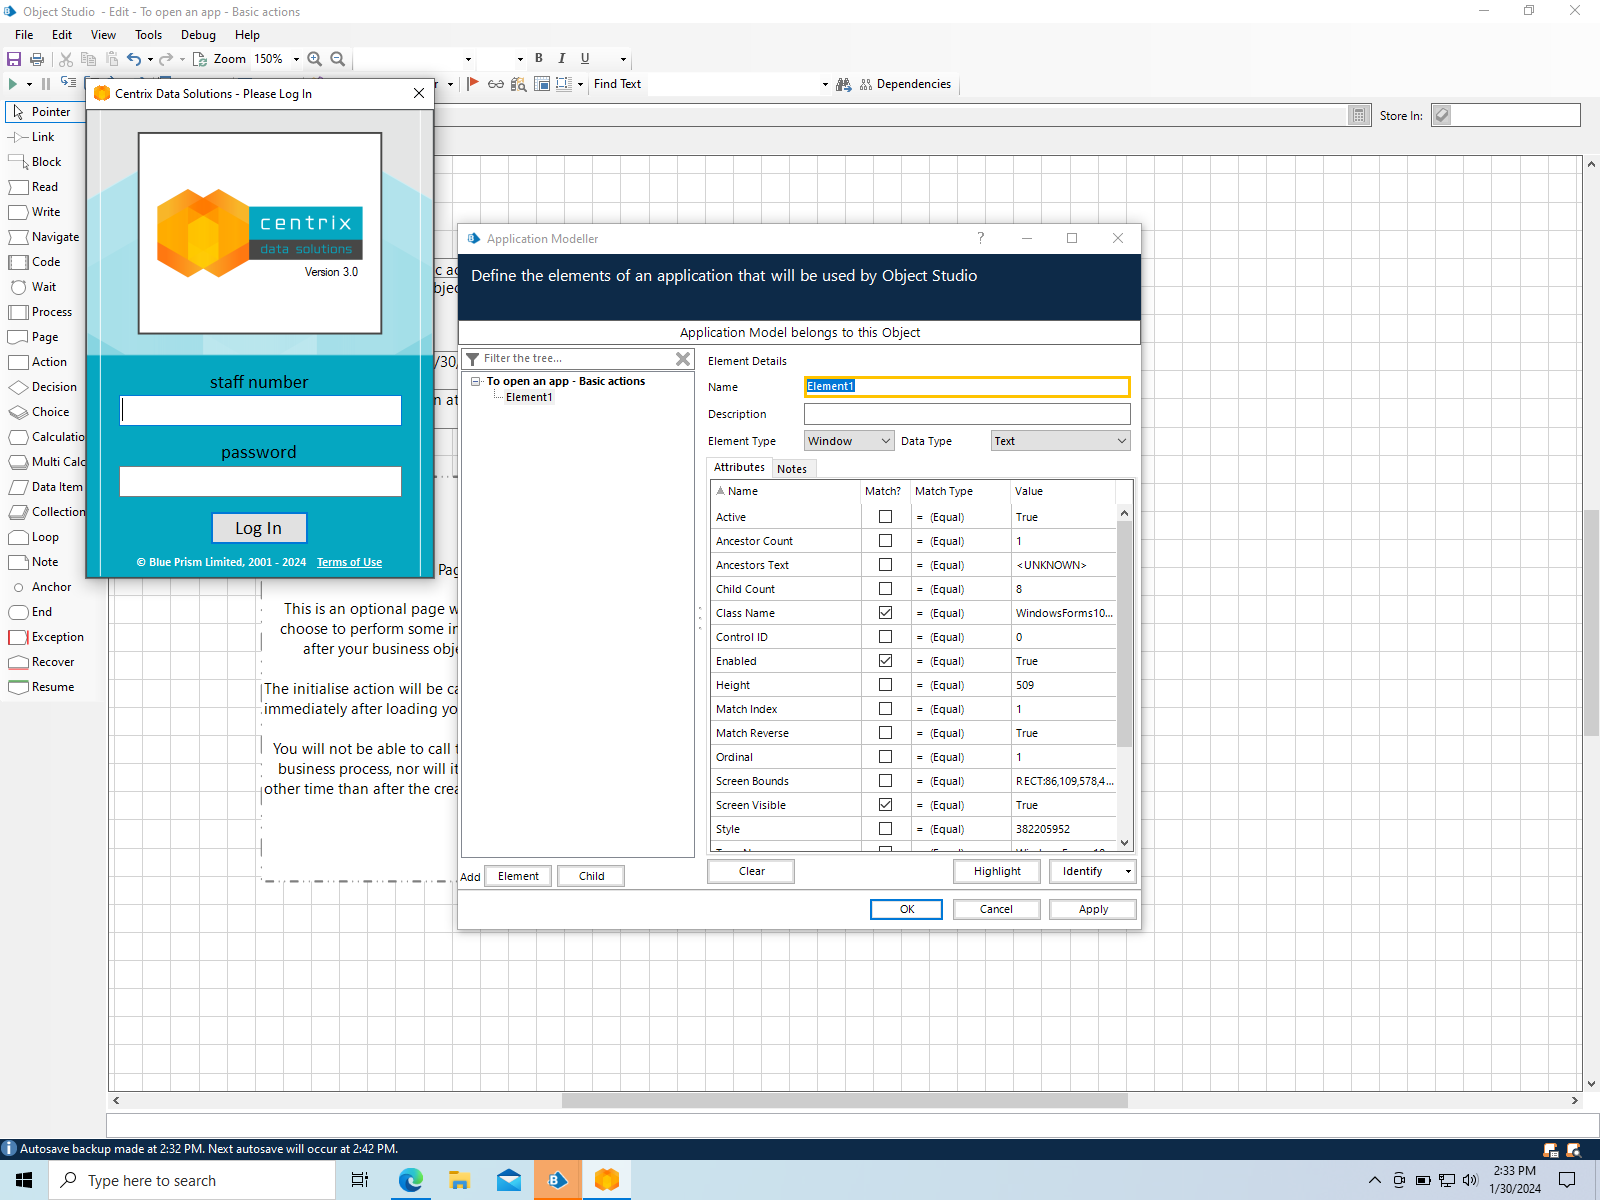 Object Studio - Edit - To open an app - Basic actions
File Edit View Tools Debug Help
Zoom 150% B I U
Find Text Dependencies
Store In:
Pointer
Link
Block
Read
Write
Navigate
Code
Wait
Process
Page
Action
Decision
Choice
Calculatio
Multi Calc
Data Item
Collection
Loop
Note
Anchor
End
Exception
Recover
Resume
Centrix Data Solutions - Please Log In
centrix
data solutions
Version 3.0
staff number
password
Log In
© Blue Prism Limited, 2001 - 2024 Terms of Use
This is an optional page w
choose to perform some in
after your business obje
The initialise action will be ca
immediately after loading yo
You will not be able to call t
business process, nor will it
other time than after the crea
Application Modeller ?
Define the elements of an application that will be used by Object Studio
Application Model belongs to this Object
Filter the tree...
To open an app - Basic actions
Element1
Add Element Child
Element Details
Name Element1
Description
Element Type Window Data Type Text
Attributes Notes
Name Match? Match Type Value
Active = (Equal) True
Ancestor Count = (Equal) 1
Ancestors Text = (Equal) <UNKNOWN>
Child Count = (Equal) 8
Class Name = (Equal) WindowsForms10...
Control ID = (Equal) 0
Enabled = (Equal) True
Height = (Equal) 509
Match Index = (Equal) 1
Match Reverse = (Equal) True
Ordinal = (Equal) 1
Screen Bounds = (Equal) RECT:86,109,578,4...
Screen Visible = (Equal) True
Style = (Equal) 382205952
Clear Highlight Identify
OK Cancel Apply
Autosave backup made at 2:32 PM. Next autosave will occur at 2:42 PM.
Type here to search
2:33 PM
1/30/2024